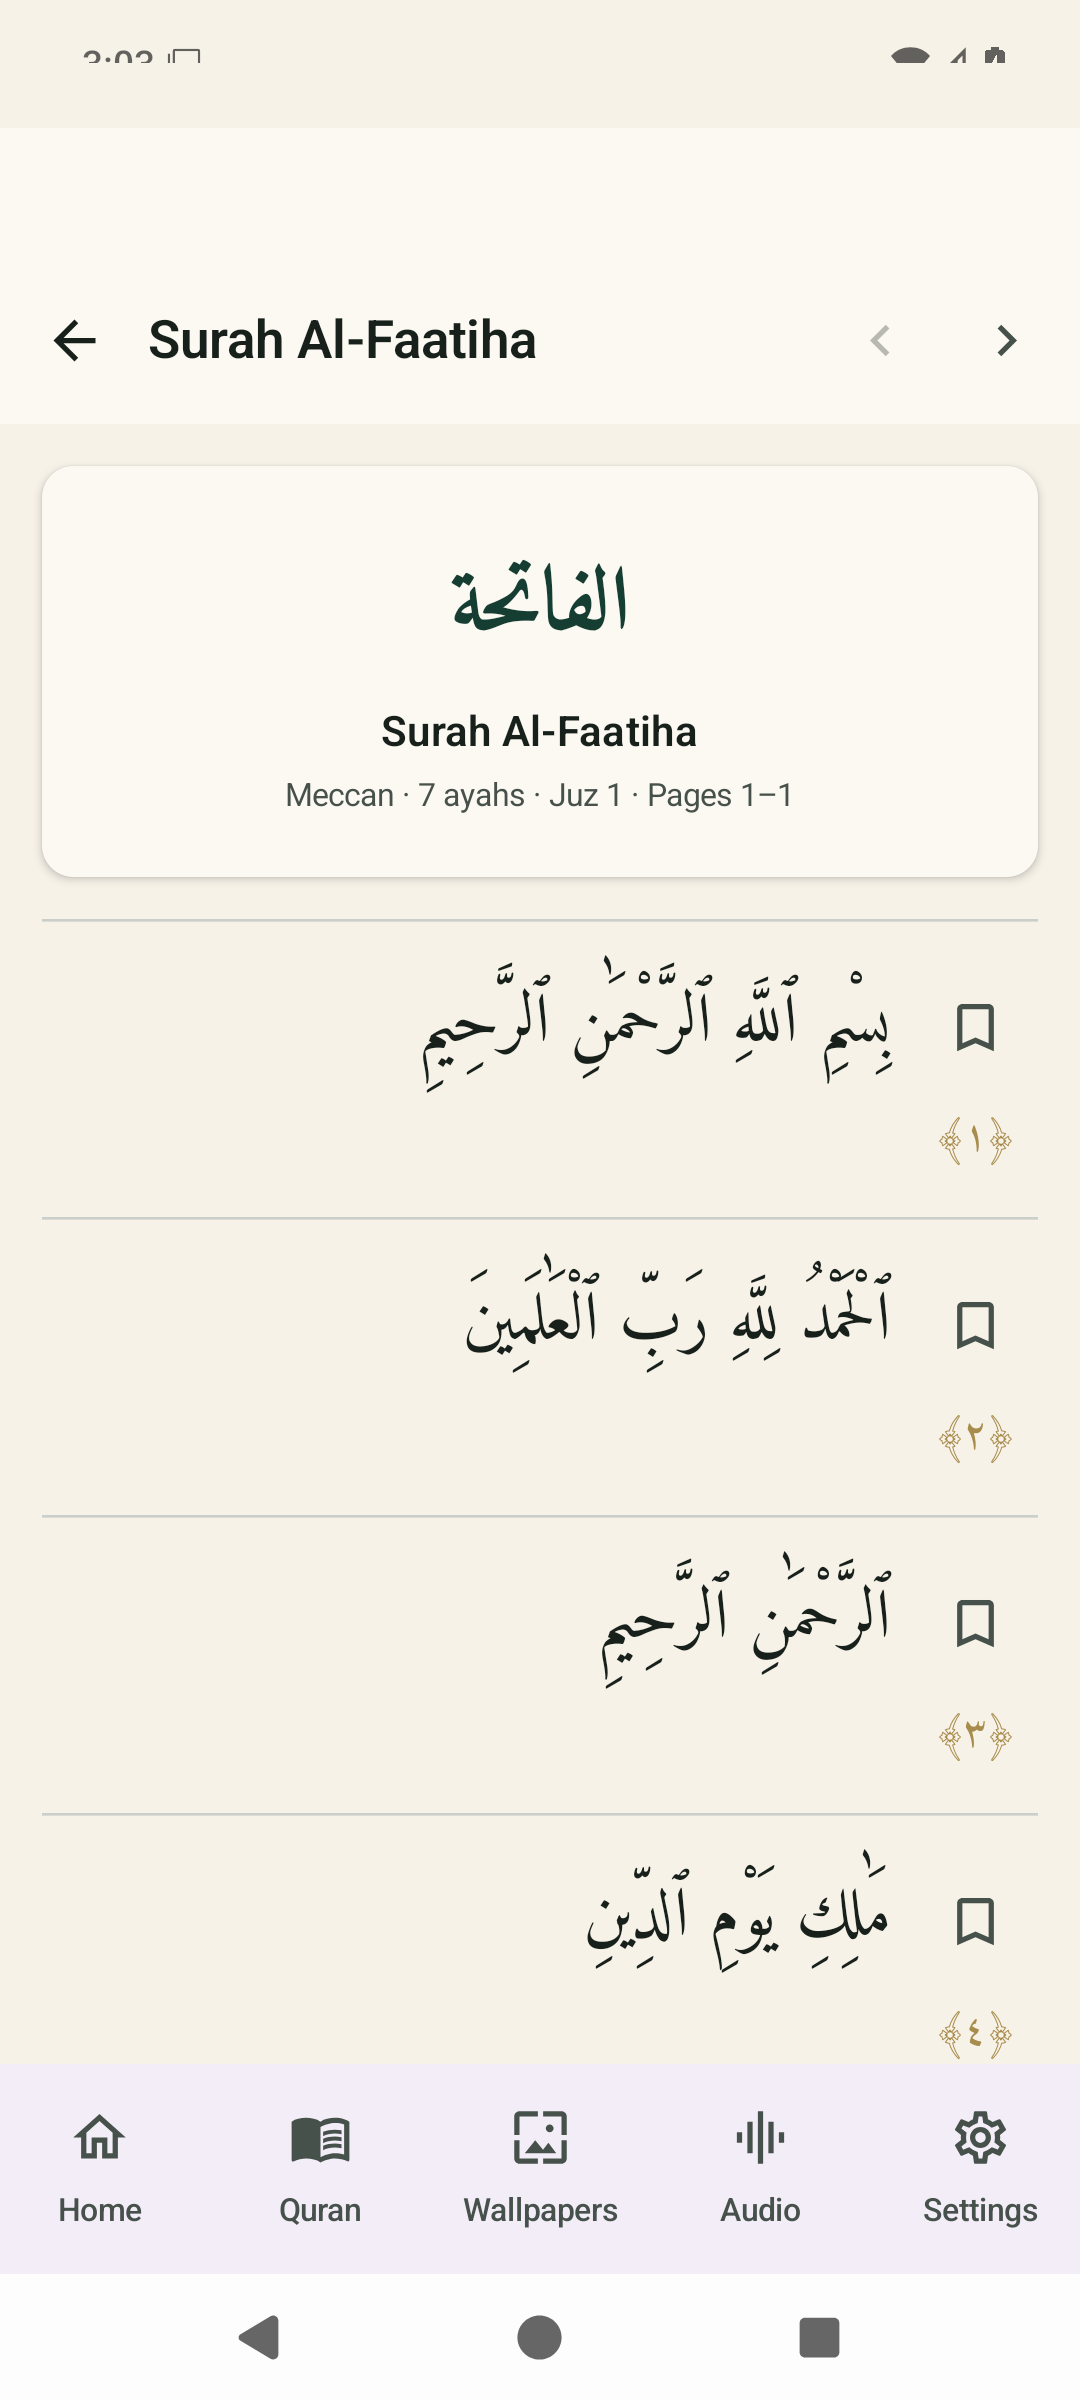 Surah Al-Faatiha
الفاتحة
Surah Al-Faatiha
Meccan · 7 ayahs · Juz 1 · Pages 1–1
بِسْمِ ٱللَّهِ ٱلرَّحْمَٰنِ ٱلرَّحِيمِ
﴿١﴾
ٱلْحَمْدُ لِلَّهِ رَبِّ ٱلْعَٰلَمِينَ
﴿٢﴾
ٱلرَّحْمَٰنِ ٱلرَّحِيمِ
﴿٣﴾
مَٰلِكِ يَوْمِ ٱلدِّينِ
﴿٤﴾
Home
Quran
Wallpapers
Audio
Settings